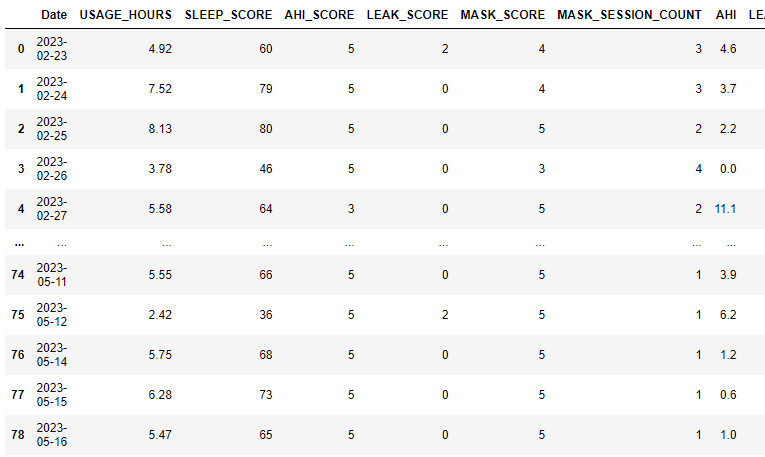 Date USAGE_HOURS SLEEP_SCORE AHI_SCORE LEAK_SCORE MASK_SCORE MASK_SESSION_COUNT AHI LEA
0 2023-02-23 4.92 60 5 2 4 3 4.6
1 2023-02-24 7.52 79 5 0 4 3 3.7
2 2023-02-25 8.13 80 5 0 5 2 2.2
3 2023-02-26 3.78 46 5 0 3 4 0.0
4 2023-02-27 5.58 64 3 0 5 2 11.1
... ... ... ... ... ... ... ... ...
74 2023-05-11 5.55 66 5 0 5 1 3.9
75 2023-05-12 2.42 36 5 2 5 1 6.2
76 2023-05-14 5.75 68 5 0 5 1 1.2
77 2023-05-15 6.28 73 5 0 5 1 0.6
78 2023-05-16 5.47 65 5 0 5 1 1.0